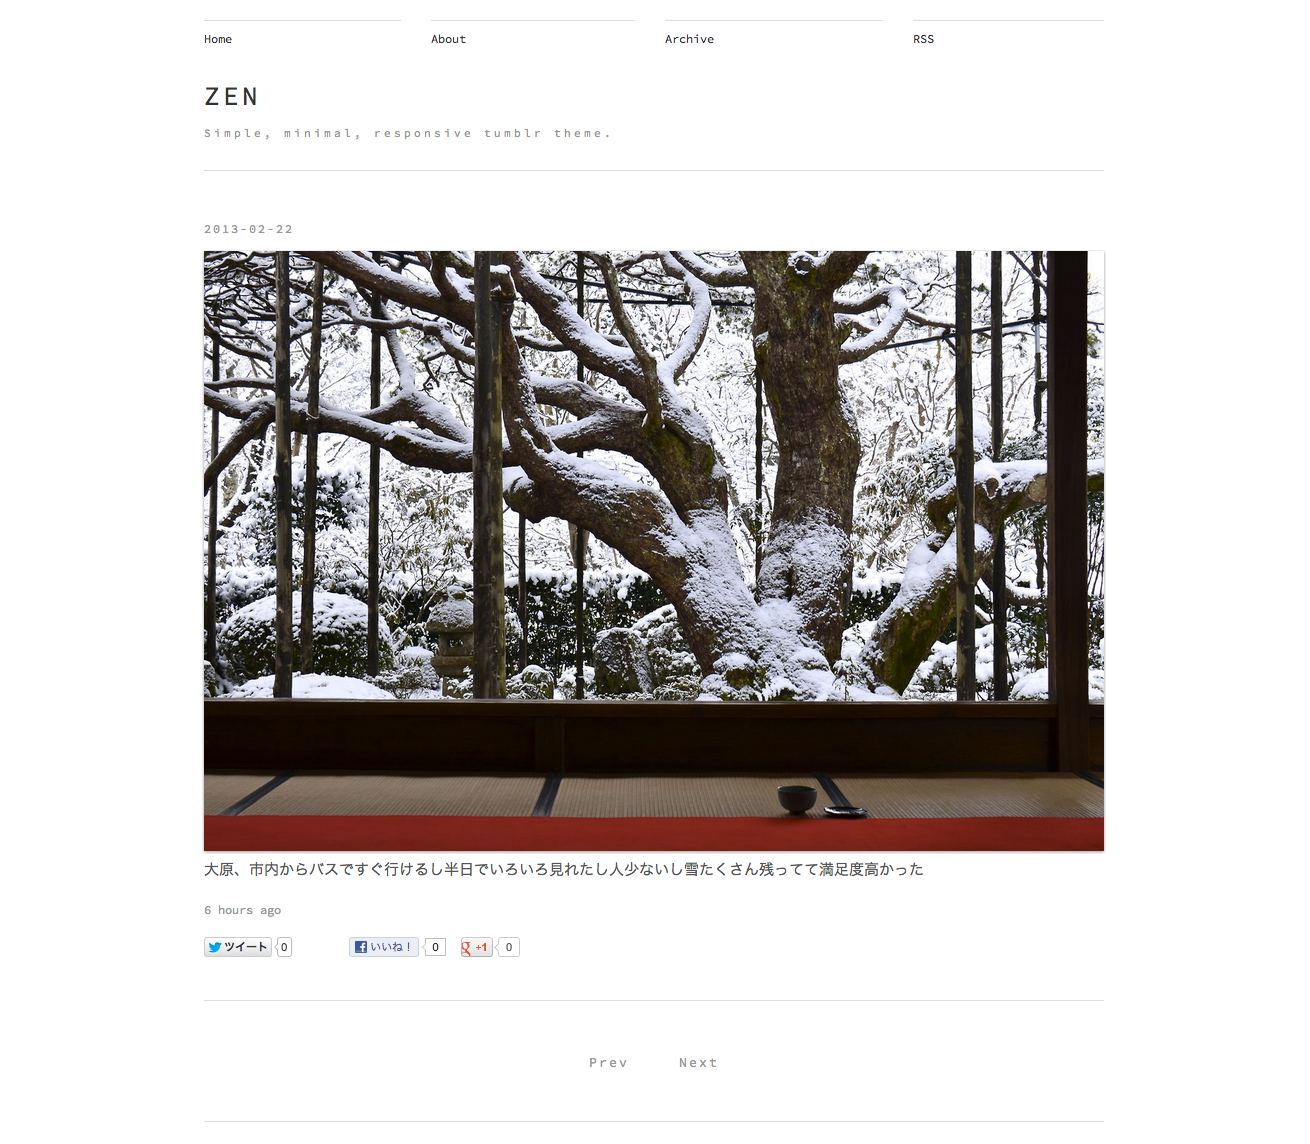 Home About Archive RSS
ZEN
Simple, minimal, responsive tumblr theme.
2013-02-22
大原、市内からバスですぐ行けるし半日でいろいろ見れたし人少ないし雪たくさん残ってて満足度高かった
6 hours ago
ツイート 0 いいね！ 0 +1 0
Prev Next